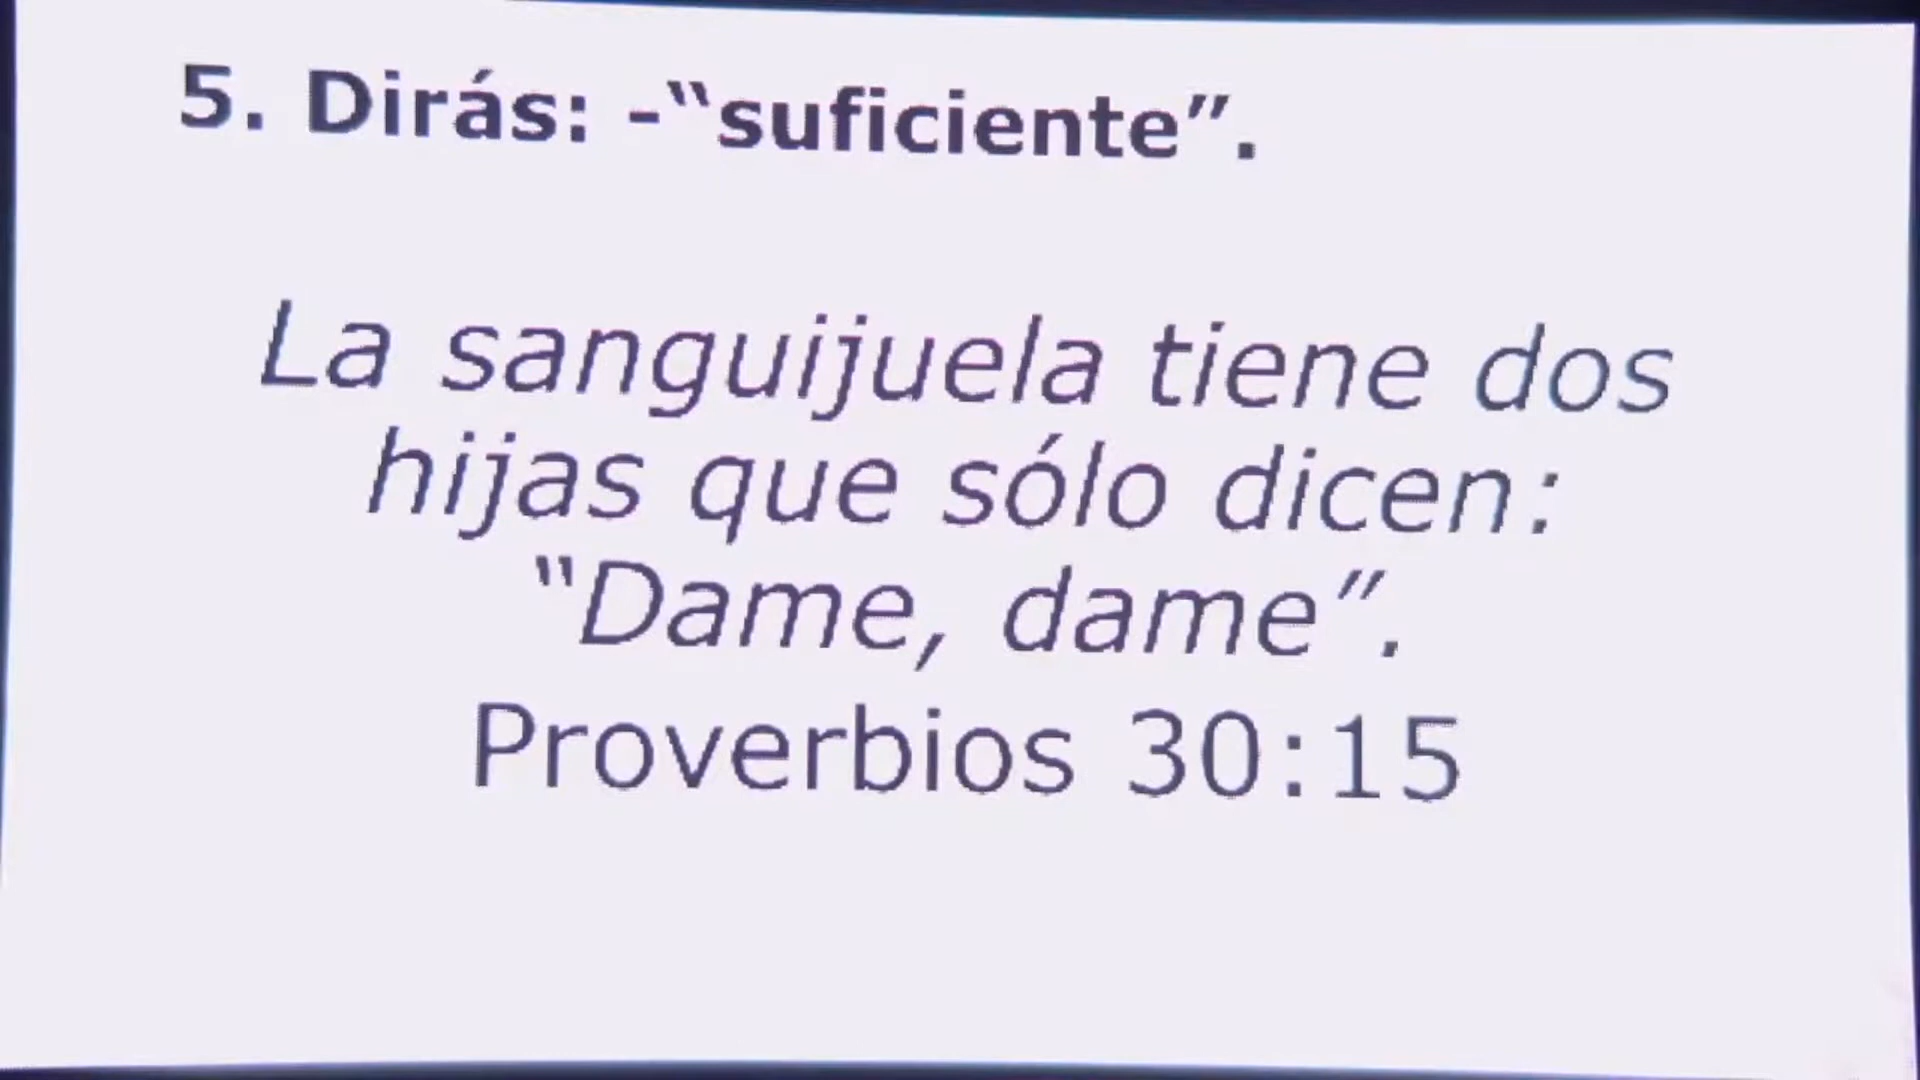 5. Dirás: -“suficiente”.
La sanguijuela tiene dos
hijas que sólo dicen:
“Dame, dame”.
Proverbios 30:15